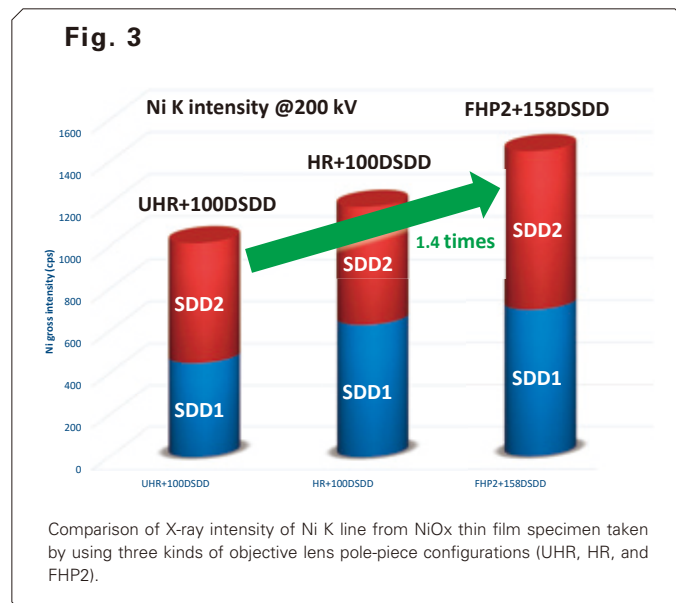 Fig. 3
Ni K intensity @200 kV
FHP2+158DSDD
HR+100DSDD
UHR+100DSDD
1.4 times
SDD2
SDD2
SDD2
SDD1
SDD1
SDD1
Ni gross intensity (cps)
1600
1400
1200
1000
800
600
400
200
0
UHR+100DSDD
HR+100DSDD
FHP2+158DSDD
Comparison of X-ray intensity of Ni K line from NiOx thin film specimen taken
by using three kinds of objective lens pole-piece configurations (UHR, HR, and
FHP2).